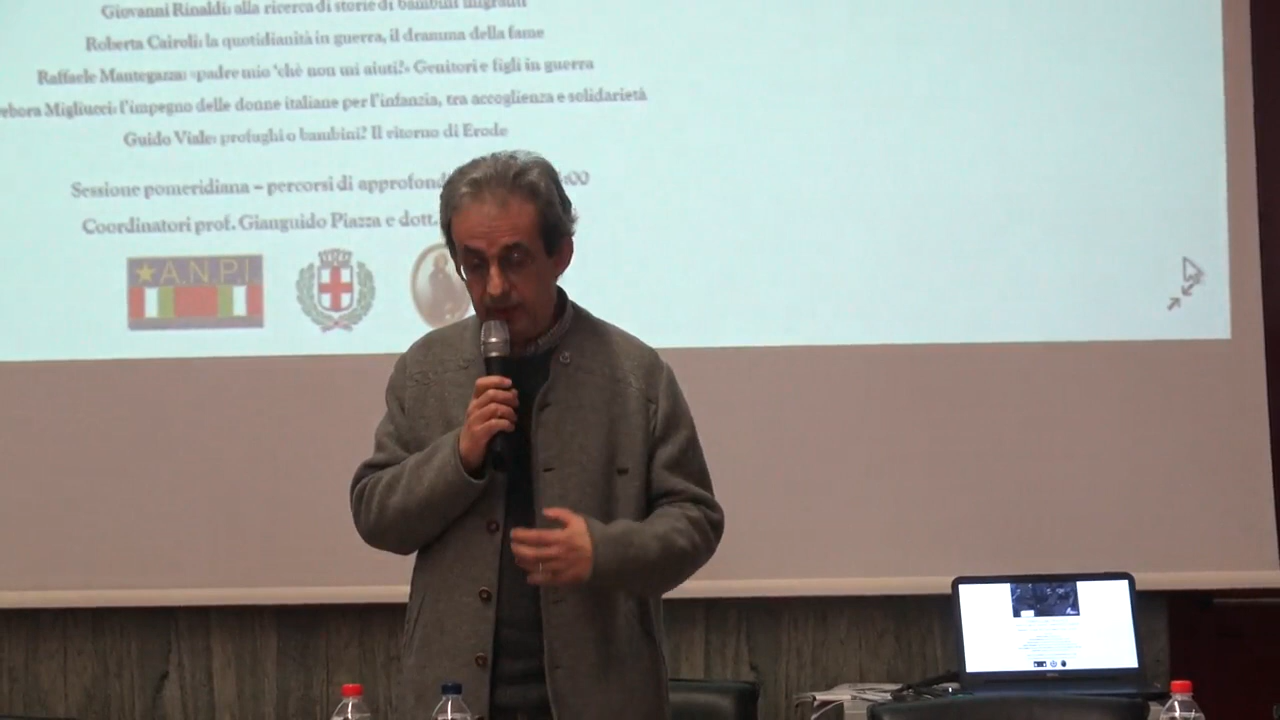 Giovanni Rinaldi: alla ricerca di storie di bambini migranti
Roberta Cairoli: la quotidianità in guerra, il dramma della fame
Raffaele Mantegazza: «padre mio 'chè non mi aiuti?» Genitori e figli in guerra
ebora Migliucci: l'impegno delle donne italiane per l'infanzia, tra accoglienza e solidarietà
Guido Viale: profughi o bambini? Il ritorno di Erode
Sessione pomeridiana – percorsi di approfond :00
Coordinatori prof. Gianguido Piazza e dott.
A.N.P.I